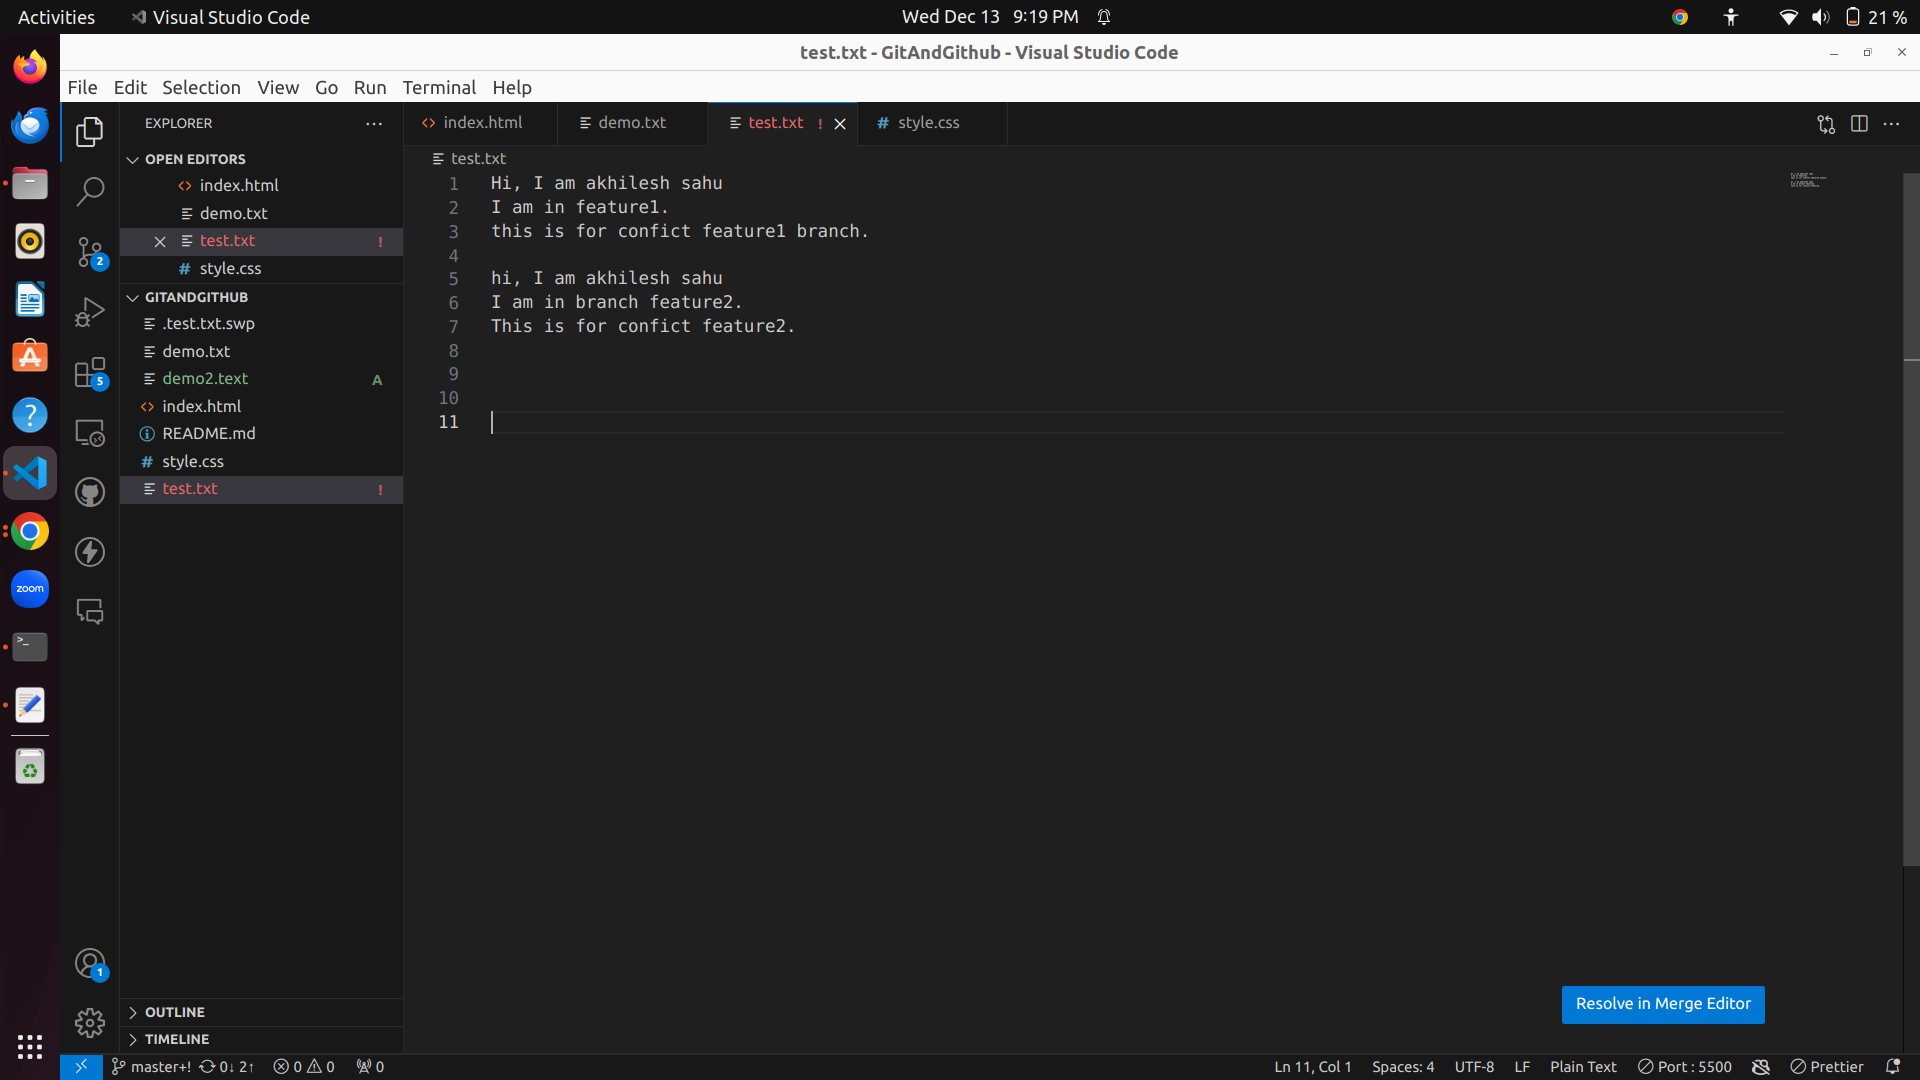 Activities
Visual Studio Code
Wed Dec 13 9:19 PM
21 %
test.txt - GitAndGithub - Visual Studio Code
File Edit Selection View Go Run Terminal Help
EXPLORER
OPEN EDITORS
index.html
demo.txt
test.txt !
style.css
GITANDGITHUB
.test.txt.swp
demo.txt
demo2.text A
index.html
README.md
style.css
test.txt !
OUTLINE
TIMELINE
2
5
1
zoom
index.html
demo.txt
test.txt !
style.css
test.txt
1 Hi, I am akhilesh sahu
2 I am in feature1.
3 this is for confict feature1 branch.
4
5 hi, I am akhilesh sahu
6 I am in branch feature2.
7 This is for confict feature2.
8
9
10
11
Resolve in Merge Editor
master+! 0↓ 2↑ 0 0 0
Ln 11, Col 1 Spaces: 4 UTF-8 LF Plain Text Port : 5500 Prettier